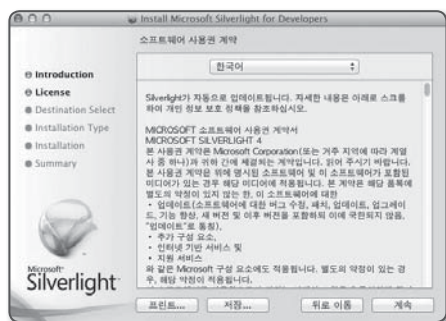 Install Microsoft Silverlight for Developers
소프트웨어 사용권 계약
한국어
Introduction
License
Destination Select
Installation Type
Installation
Summary
Silverlight가 자동으로 업데이트됩니다. 자세한 내용은 아래로 스크롤
하여 개인 정보 보호 정책을 참조하십시오.
MICROSOFT 소프트웨어 사용권 계약서
MICROSOFT SILVERLIGHT 4
본 사용권 계약은 Microsoft Corporation(또는 거주 지역에 따라 계열
사 중 하나)과 귀하 간에 체결되는 계약입니다. 읽어 주시기 바랍니다.
본 사용권 계약은 위에 명시된 소프트웨어 및 이 소프트웨어가 포함된
미디어가 있는 경우 해당 미디어에 적용됩니다. 본 계약은 해당 품목에
별도의 약정이 있지 않는 한, 이 소프트웨어에 대한
• 업데이트(소프트웨어에 대한 버그 수정, 패치, 업데이트, 업그레이
드, 기능 향상, 새 버전 및 이후 버전을 포함하되 이에 국한되지 않음,
"업데이트"로 통칭),
• 추가 구성 요소,
• 인터넷 기반 서비스 및
• 지원 서비스
와 같은 Microsoft 구성 요소에도 적용됩니다. 별도의 약정이 있는 경
우, 해당 약정이 적용됩니다.
Microsoft
Silverlight
프린트...
저장...
뒤로 이동
계속